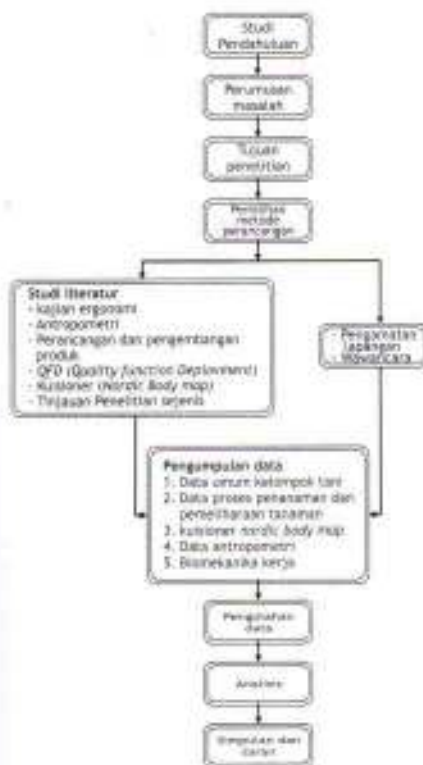 Studi
Pendahuluan
Perumusan
masalah
Tujuan
penelitian
Pemilihan
metode
perancangan
Studi literatur
- kajian ergonomi
- Antropometri
- Perancangan dan pengembangan
produk
- QFD (Quality function Deployment)
- Kuisioner (Nordic Body map)
- Tinjauan Penelitian sejenis
- Pengamatan
lapangan
- Wawancara
Pengumpulan data
1. Data umum kelompok tani
2. Data proses penanaman dan
pemeliharaan tanaman
3. kuisioner nordic body map
4. Data antropometri
5. Biomekanika kerja
Pengolahan
data
Analisis
Simpulan dan
saran